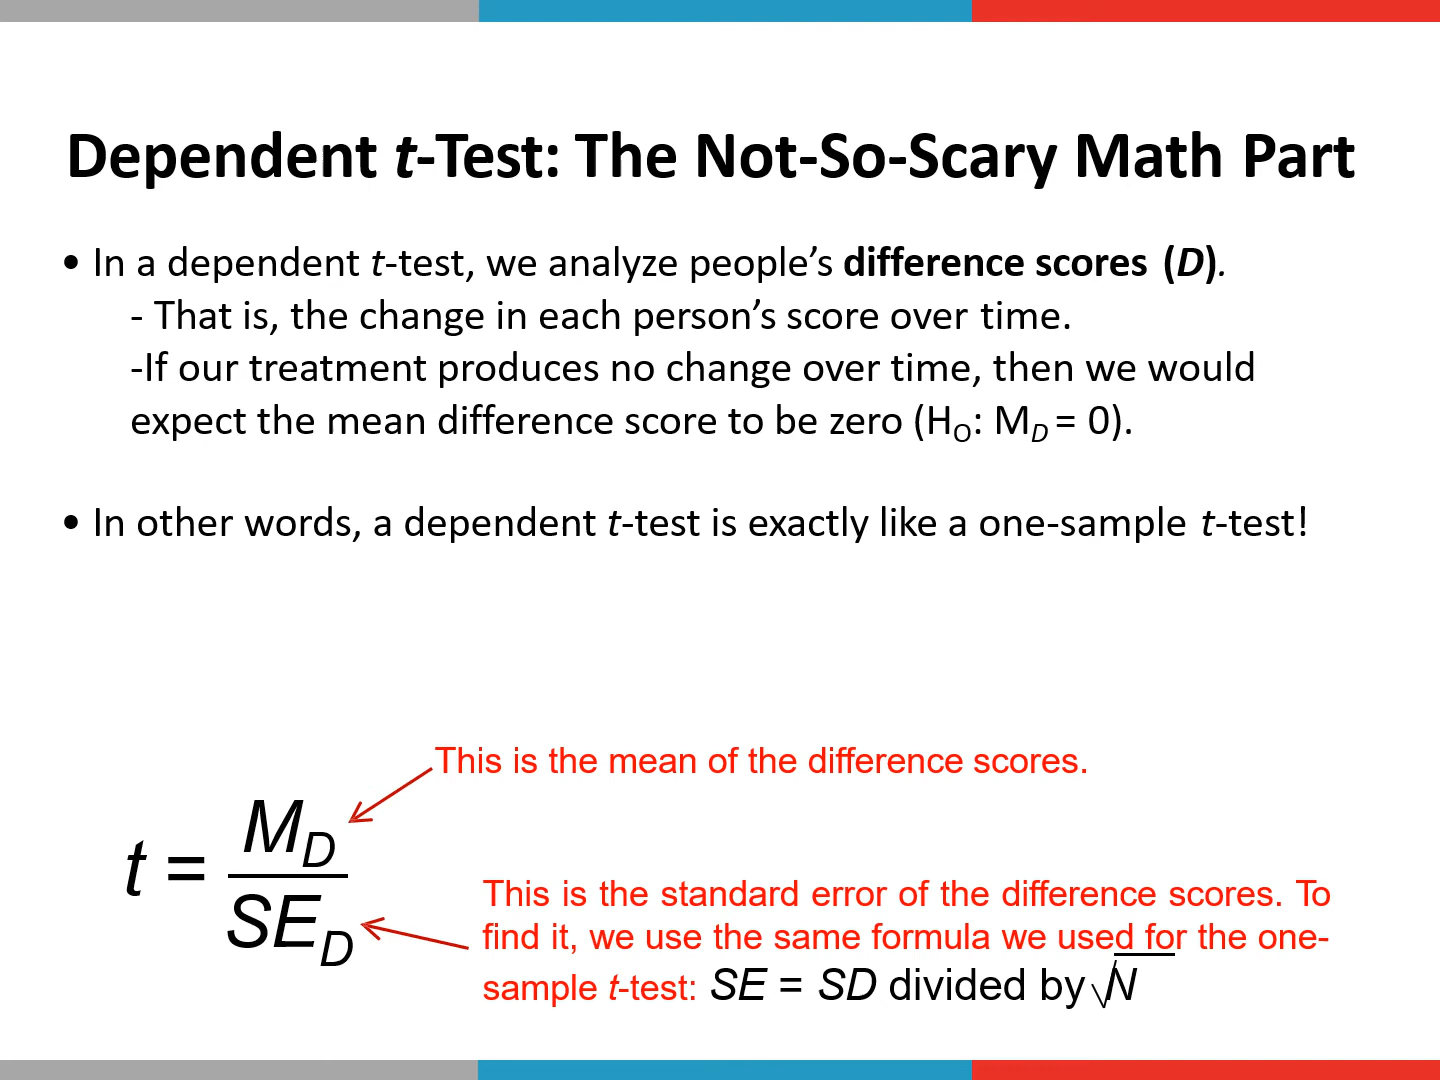 Dependent t-Test: The Not-So-Scary Math Part
• In a dependent t-test, we analyze people’s difference scores (D).
- That is, the change in each person’s score over time.
-If our treatment produces no change over time, then we would
expect the mean difference score to be zero (H₀: M_D = 0).
• In other words, a dependent t-test is exactly like a one-sample t-test!
This is the mean of the difference scores.
t = M_D / SE_D
This is the standard error of the difference scores. To
find it, we use the same formula we used for the one-
sample t-test: SE = SD divided by √N